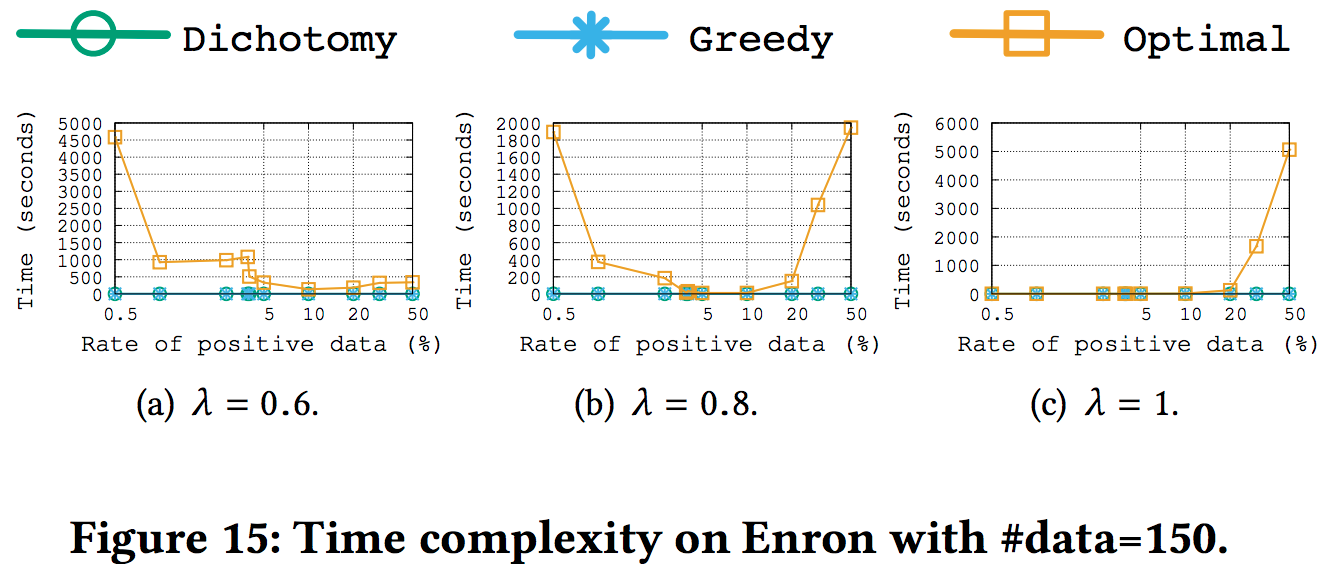 Dichotomy Greedy Optimal
Time (seconds)
5000
4500
4000
3500
3000
2500
2000
1500
1000
500
0
0.5 5 10 20 50
Rate of positive data (%)
(a) λ = 0.6.
Time (seconds)
2000
1800
1600
1400
1200
1000
800
600
400
200
0
0.5 5 10 20 50
Rate of positive data (%)
(b) λ = 0.8.
Time (seconds)
6000
5000
4000
3000
2000
1000
0
0.5 5 10 20 50
Rate of positive data (%)
(c) λ = 1.
Figure 15: Time complexity on Enron with #data=150.